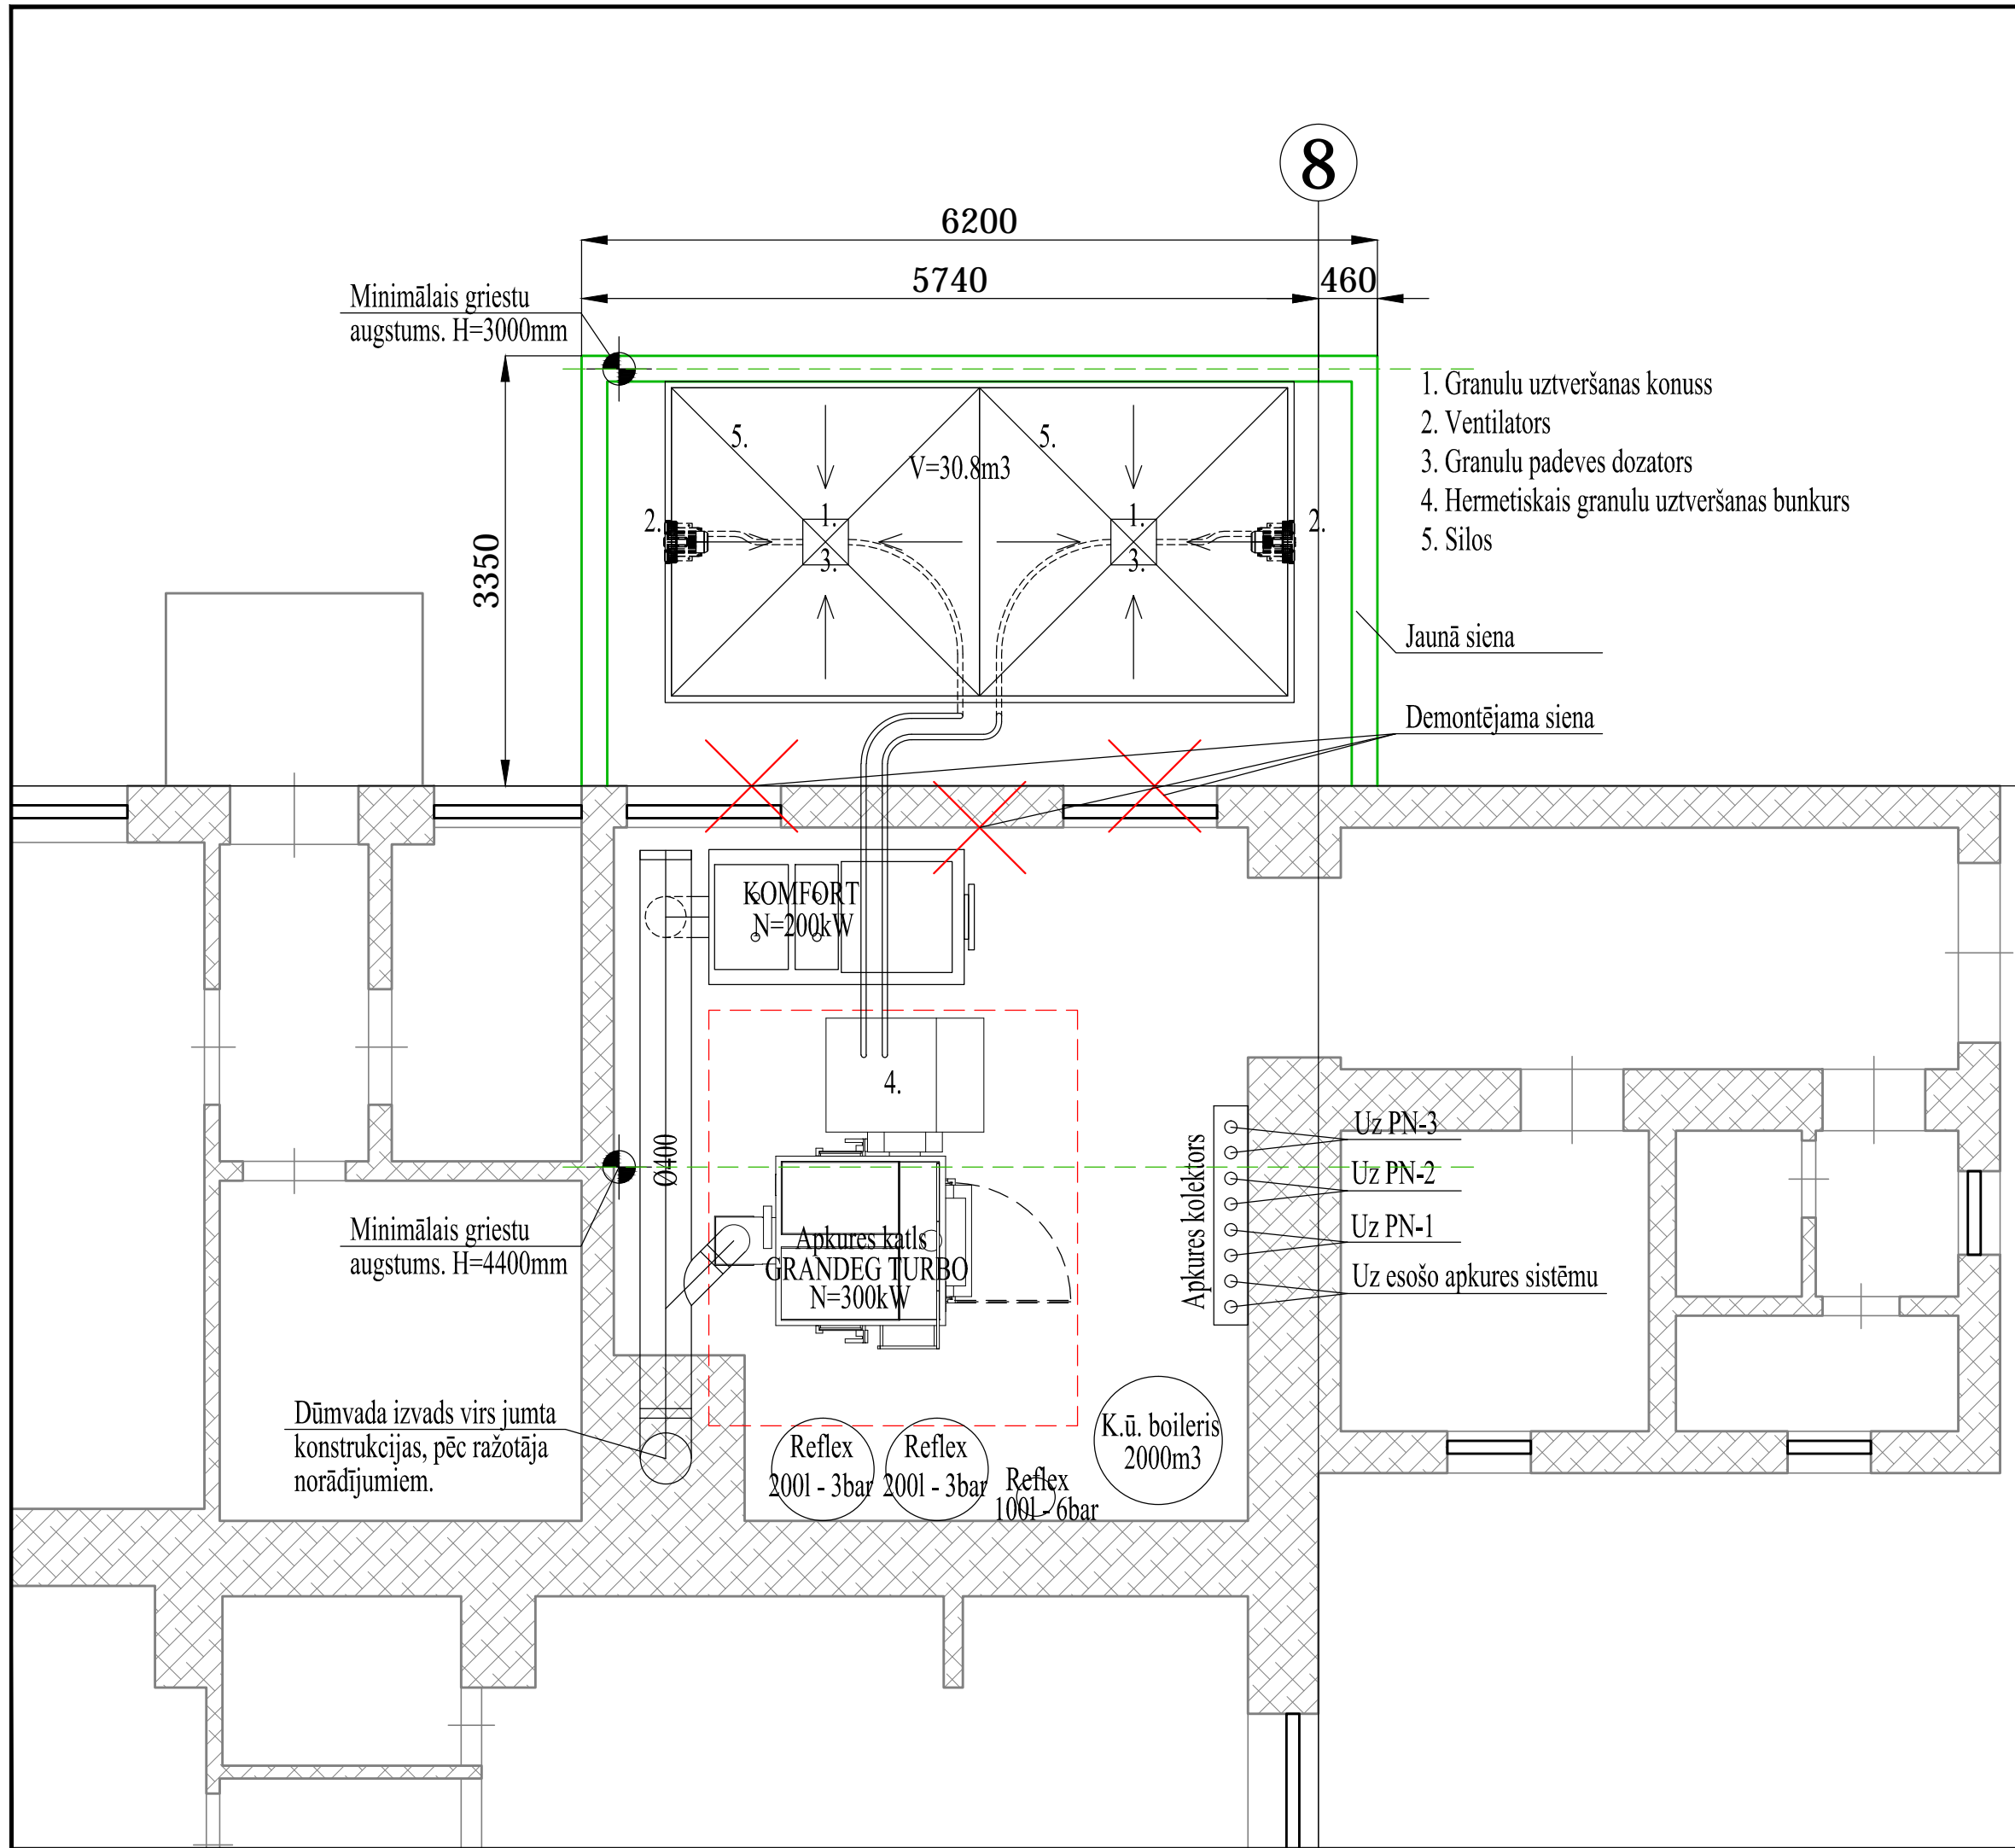 8
6200
5740
460
Minimālais griestu
augstums. H=3000mm
3350
1. Granulu uztveršanas konuss
2. Ventilators
3. Granulu padeves dozators
4. Hermetiskais granulu uztveršanas bunkurs
5. Silos
5.
5.
V=30.8m3
1.
1.
2.
2.
3.
3.
Jaunā siena
Demontējama siena
KOMFORT
N=200kW
4.
Ø400
Apkures katls
GRANDEG TURBO
N=300kW
Minimālais griestu
augstums. H=4400mm
Apkures kolektors
Uz PN-3
Uz PN-2
Uz PN-1
Uz esošo apkures sistēmu
Dūmvada izvads virs jumta
konstrukcijas, pēc ražotāja
norādījumiem.
Reflex
200l - 3bar
Reflex
200l - 3bar
Reflex
100l - 6bar
K.ū. boileris
2000m3